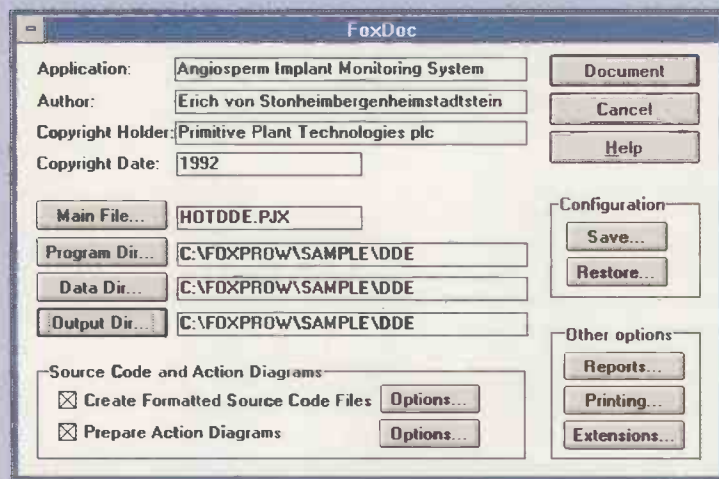 FoxDoc
Application: Angiosperm Implant Monitoring System
Author: Erich von Stonheimbergenheimstadtstein
Copyright Holder: Primitive Plant Technologies plc
Copyright Date: 1992
Document
Cancel
Help
Main File... HOTDDE.PJX
Program Dir... C:\FOXPROW\SAMPLE\DDE
Data Dir... C:\FOXPROW\SAMPLE\DDE
Output Dir... C:\FOXPROW\SAMPLE\DDE
Configuration
Save...
Restore...
Source Code and Action Diagrams
Create Formatted Source Code Files Options...
Prepare Action Diagrams Options...
Other options
Reports...
Printing...
Extensions...